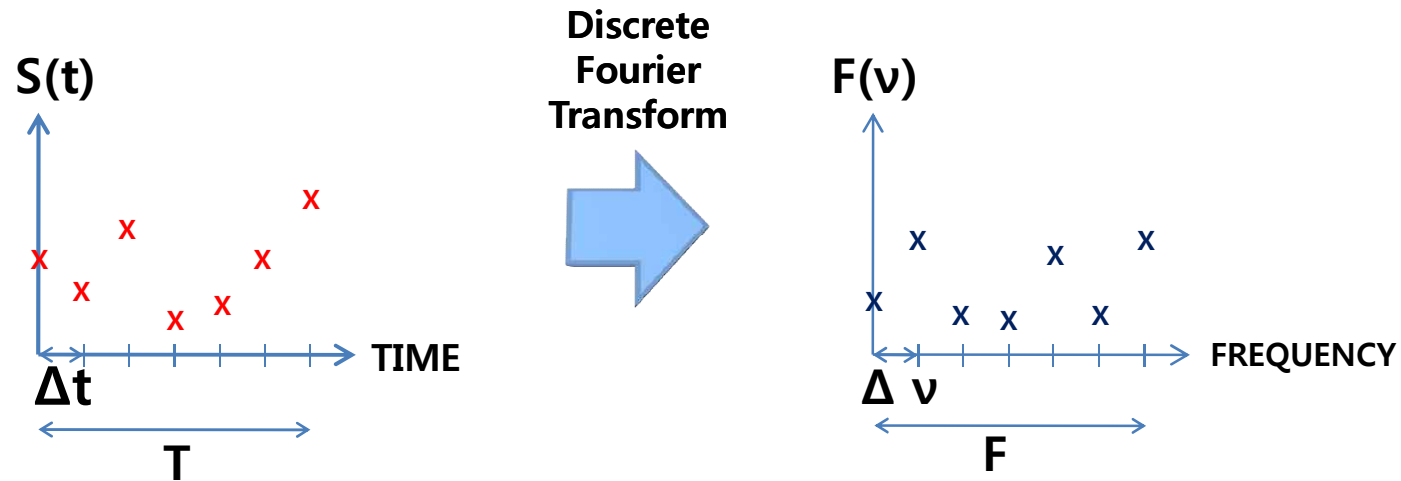 Discrete
Fourier
Transform
S(t)
TIME
Δt
T
F(ν)
FREQUENCY
Δ ν
F